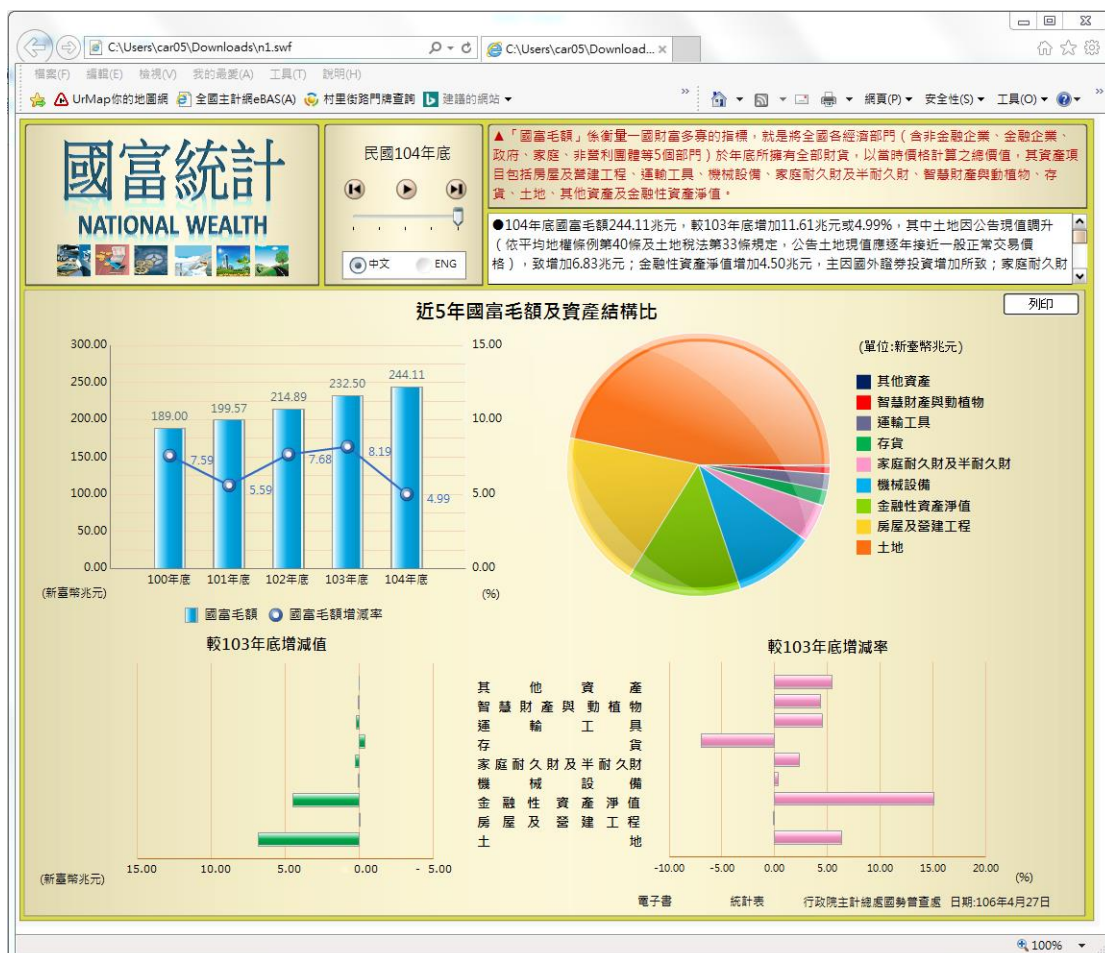 C:\Users\car05\Downloads\n1.swf
C:\Users\car05\Download...
檔案(F) 編輯(E) 檢視(V) 我的最愛(A) 工具(T) 說明(H)
UrMap你的地圖網 全國主計網eBAS(A) 村里街路門牌查詢 建議的網站
網頁(P) 安全性(S) 工具(O)
國富統計
NATIONAL WEALTH
民國104年底
中文 ENG
▲「國富毛額」係衡量一國財富多寡的指標，就是將全國各經濟部門（含非金融企業、金融企業、
政府、家庭、非營利團體等5個部門）於年底所擁有全部財貨，以當時價格計算之總價值，其資產項
目包括房屋及營建工程、運輸工具、機械設備、家庭耐久財及半耐久財、智慧財產與動植物、存
貨、土地、其他資產及金融性資產淨值。
●104年底國富毛額244.11兆元，較103年底增加11.61兆元或4.99%，其中土地因公告現值調升
（依平均地權條例第40條及土地稅法第33條規定，公告土地現值應逐年接近一般正常交易價
格），致增加6.83兆元；金融性資產淨值增加4.50兆元，主因國外證券投資增加所致；家庭耐久財
近5年國富毛額及資產結構比
列印
300.00
250.00
200.00
150.00
100.00
50.00
0.00
(新臺幣兆元)
189.00
199.57
214.89
232.50
244.11
7.59
5.59
7.68
8.19
4.99
15.00
10.00
5.00
0.00
(%)
100年底 101年底 102年底 103年底 104年底
國富毛額 國富毛額增減率
(單位:新臺幣兆元)
其他資產
智慧財產與動植物
運輸工具
存貨
家庭耐久財及半耐久財
機械設備
金融性資產淨值
房屋及營建工程
土地
較103年底增減值
15.00 10.00 5.00 0.00 - 5.00
(新臺幣兆元)
其他資產
智慧財產與動植物
運輸工具
存貨
家庭耐久財及半耐久財
機械設備
金融性資產淨值
房屋及營建工程
土地
較103年底增減率
-10.00 -5.00 0.00 5.00 10.00 15.00 20.00
(%)
電子書 統計表 行政院主計總處國勢普查處 日期:106年4月27日
100%